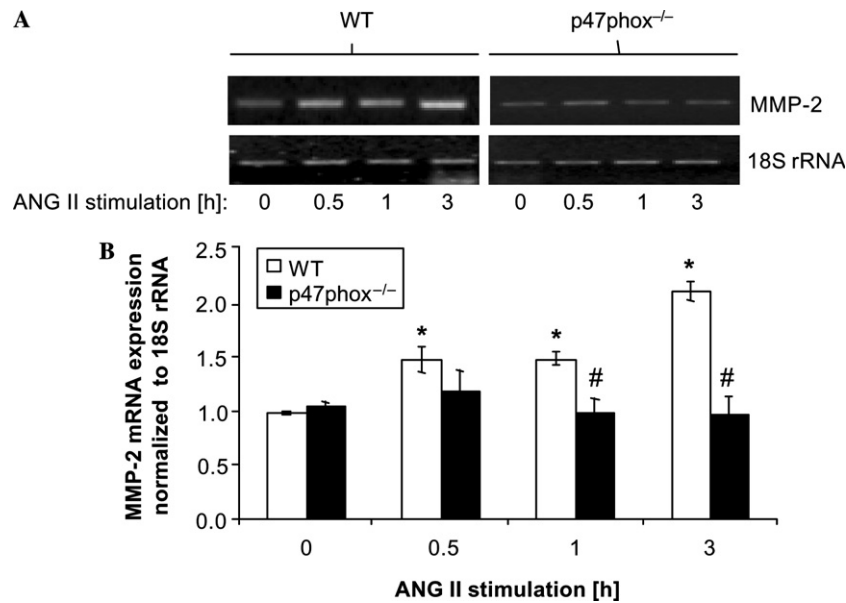 A
WT p47phox–/–
MMP-2
18S rRNA
ANG II stimulation [h]: 0 0.5 1 3 0 0.5 1 3
B
MMP-2 mRNA expression
normalized to 18S rRNA
2.5
2.0
1.5
1.0
0.5
0.0
WT
p47phox–/–
* * # * #
0 0.5 1 3
ANG II stimulation [h]